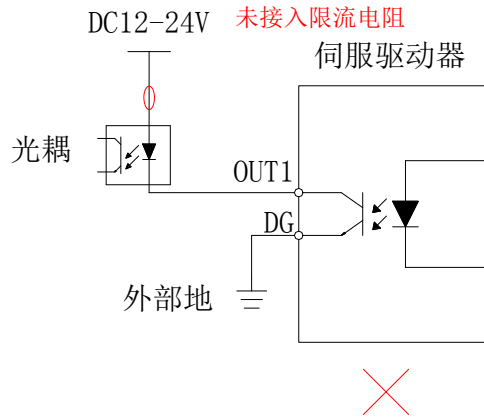 DC12-24V
未接入限流电阻
伺服驱动器
光耦
OUT1
DG
外部地